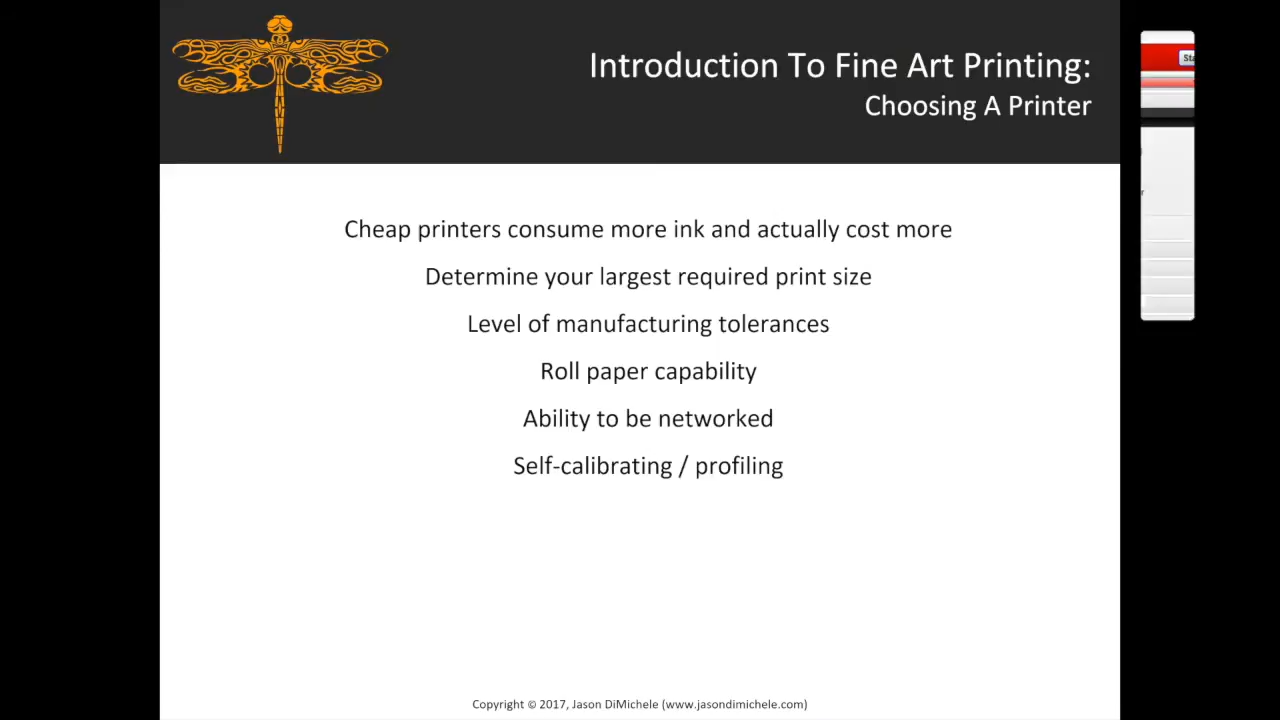 Introduction To Fine Art Printing:
Choosing A Printer
Cheap printers consume more ink and actually cost more
Determine your largest required print size
Level of manufacturing tolerances
Roll paper capability
Ability to be networked
Self-calibrating / profiling
Copyright © 2017, Jason DiMichele (www.jasondimichele.com)